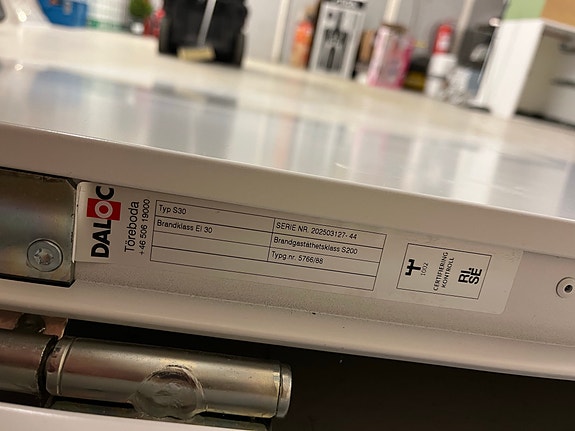 DALOC
Töreboda
+46 506 19000
Typ S30
Brandklass EI 30
SERIE NR. 202503127- 44
Brandgastäthetsklass S200
Typg nr. 5766/88
1002
CERTIFIERING
KONTROLL
RI.
SE